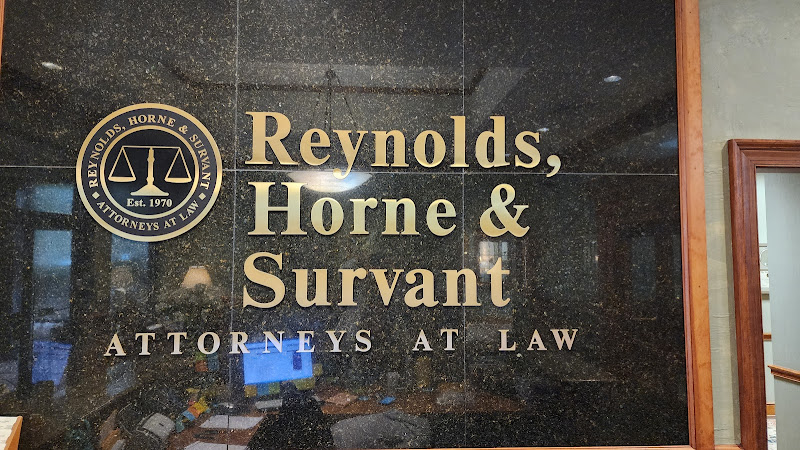 REYNOLDS, HORNE & SURVANT
Est. 1970
ATTORNEYS AT LAW
Reynolds,
Horne &
Survant
ATTORNEYS AT LAW